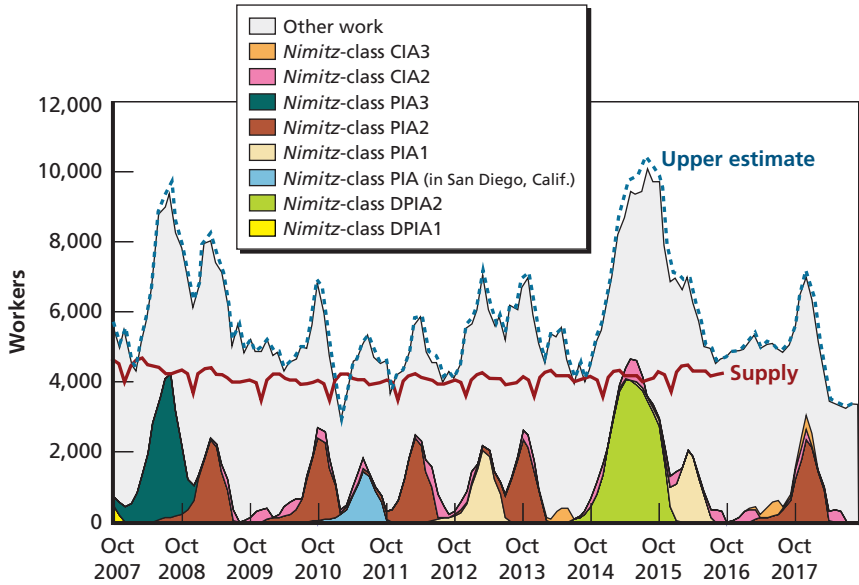 Other work
Nimitz-class CIA3
Nimitz-class CIA2
Nimitz-class PIA3
Nimitz-class PIA2
Nimitz-class PIA1
Nimitz-class PIA (in San Diego, Calif.)
Nimitz-class DPIA2
Nimitz-class DPIA1
12,000
10,000
8,000
6,000
4,000
2,000
0
Workers
Upper estimate
Supply
Oct 2007
Oct 2008
Oct 2009
Oct 2010
Oct 2011
Oct 2012
Oct 2013
Oct 2014
Oct 2015
Oct 2016
Oct 2017